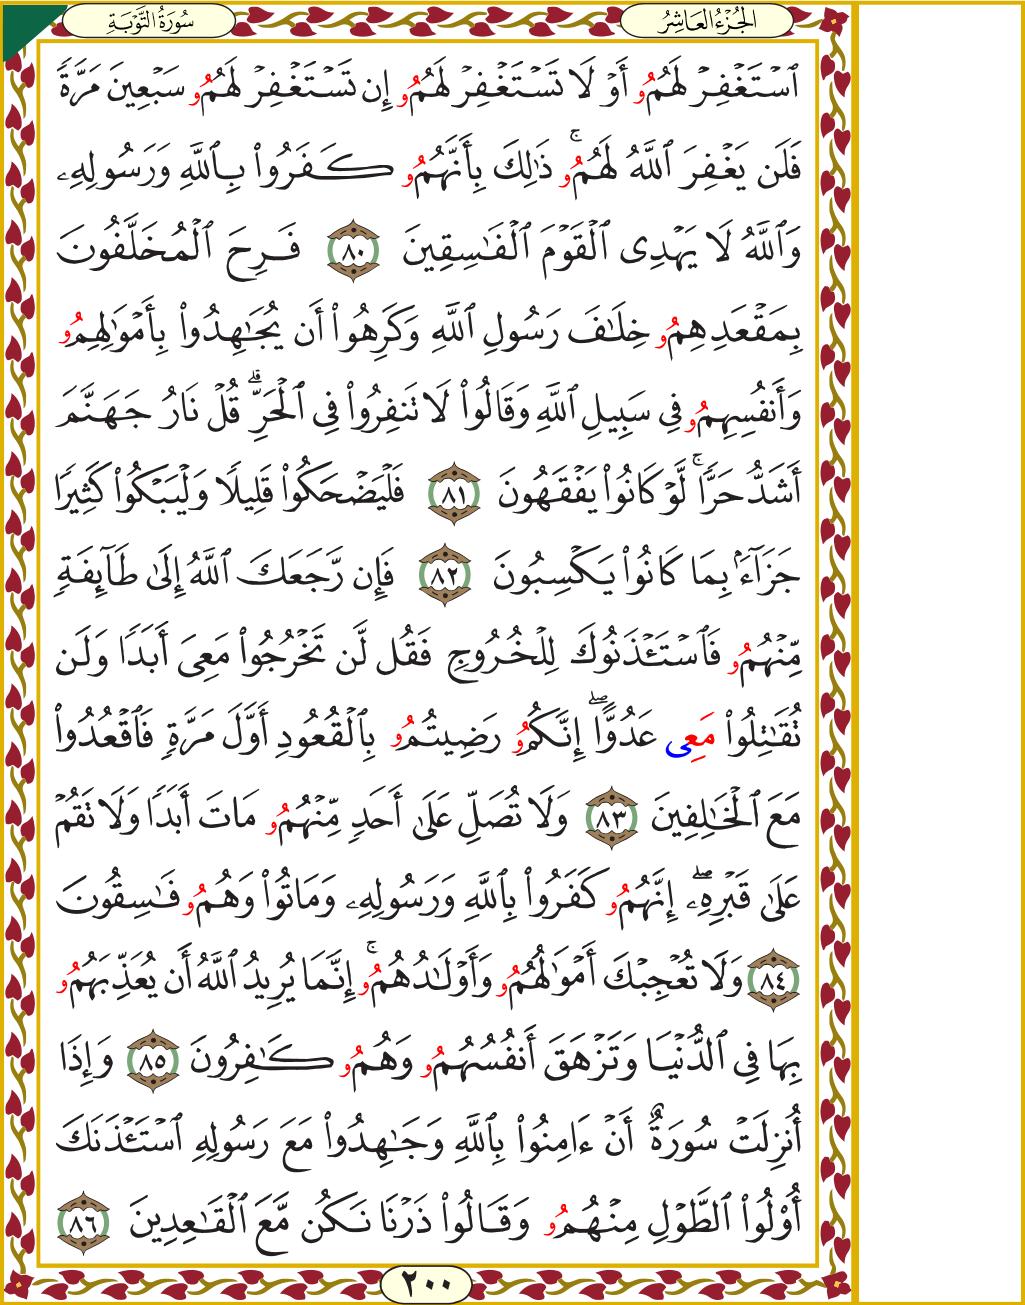 سُورَةُ التَّوْبَةِ
الجُزْءُ العَاشِرُ
ٱسْتَغْفِرْ لَهُمُۥ أَوْ لَا تَسْتَغْفِرْ لَهُمُۥ إِن تَسْتَغْفِرْ لَهُمُۥ سَبْعِينَ مَرَّةً
فَلَن يَغْفِرَ ٱللَّهُ لَهُمُۥۚ ذَٰلِكَ بِأَنَّهُمُۥ كَفَرُوا۟ بِٱللَّهِ وَرَسُولِهِۦ
وَٱللَّهُ لَا يَهْدِى ٱلْقَوْمَ ٱلْفَـٰسِقِينَ ٨٠ فَرِحَ ٱلْمُخَلَّفُونَ
بِمَقْعَدِهِمُۥ خِلَـٰفَ رَسُولِ ٱللَّهِ وَكَرِهُوٓا۟ أَن يُجَـٰهِدُوا۟ بِأَمْوَٰلِهِمُۥ
وَأَنفُسِهِمُۥ فِى سَبِيلِ ٱللَّهِ وَقَالُوا۟ لَا تَنفِرُوا۟ فِى ٱلْحَرِّۗ قُلْ نَارُ جَهَنَّمَ
أَشَدُّ حَرًّاۚ لَّوْ كَانُوا۟ يَفْقَهُونَ ٨١ فَلْيَضْحَكُوا۟ قَلِيلًا وَلْيَبْكُوا۟ كَثِيرًا
جَزَآءًۢ بِمَا كَانُوا۟ يَكْسِبُونَ ٨٢ فَإِن رَّجَعَكَ ٱللَّهُ إِلَىٰ طَآئِفَةٍ
مِّنْهُمُۥ فَٱسْتَـْٔذَنُوكَ لِلْخُرُوجِ فَقُل لَّن تَخْرُجُوا۟ مَعِىَ أَبَدًا وَلَن
تُقَـٰتِلُوا۟ مَعِى عَدُوًّاۖ إِنَّكُمُۥ رَضِيتُمُۥ بِٱلْقُعُودِ أَوَّلَ مَرَّةٍ فَٱقْعُدُوا۟
مَعَ ٱلْخَـٰلِفِينَ ٨٣ وَلَا تُصَلِّ عَلَىٰٓ أَحَدٍ مِّنْهُمُۥ مَاتَ أَبَدًا وَلَا تَقُمْ
عَلَىٰ قَبْرِهِۦٓۖ إِنَّهُمُۥ كَفَرُوا۟ بِٱللَّهِ وَرَسُولِهِۦ وَمَاتُوا۟ وَهُمُۥ فَـٰسِقُونَ
٨٤ وَلَا تُعْجِبْكَ أَمْوَٰلُهُمُۥ وَأَوْلَـٰدُهُمُۥۚ إِنَّمَا يُرِيدُ ٱللَّهُ أَن يُعَذِّبَهُمُۥ
بِهَا فِى ٱلدُّنْيَا وَتَزْهَقَ أَنفُسُهُمُۥ وَهُمُۥ كَـٰفِرُونَ ٨٥ وَإِذَآ
أُنزِلَتْ سُورَةٌ أَنْ ءَامِنُوا۟ بِٱللَّهِ وَجَـٰهِدُوا۟ مَعَ رَسُولِهِ ٱسْتَـْٔذَنَكَ
أُو۟لُوا۟ ٱلطَّوْلِ مِنْهُمُۥ وَقَالُوا۟ ذَرْنَا نَكُن مَّعَ ٱلْقَـٰعِدِينَ ٨٦
٢٠٠